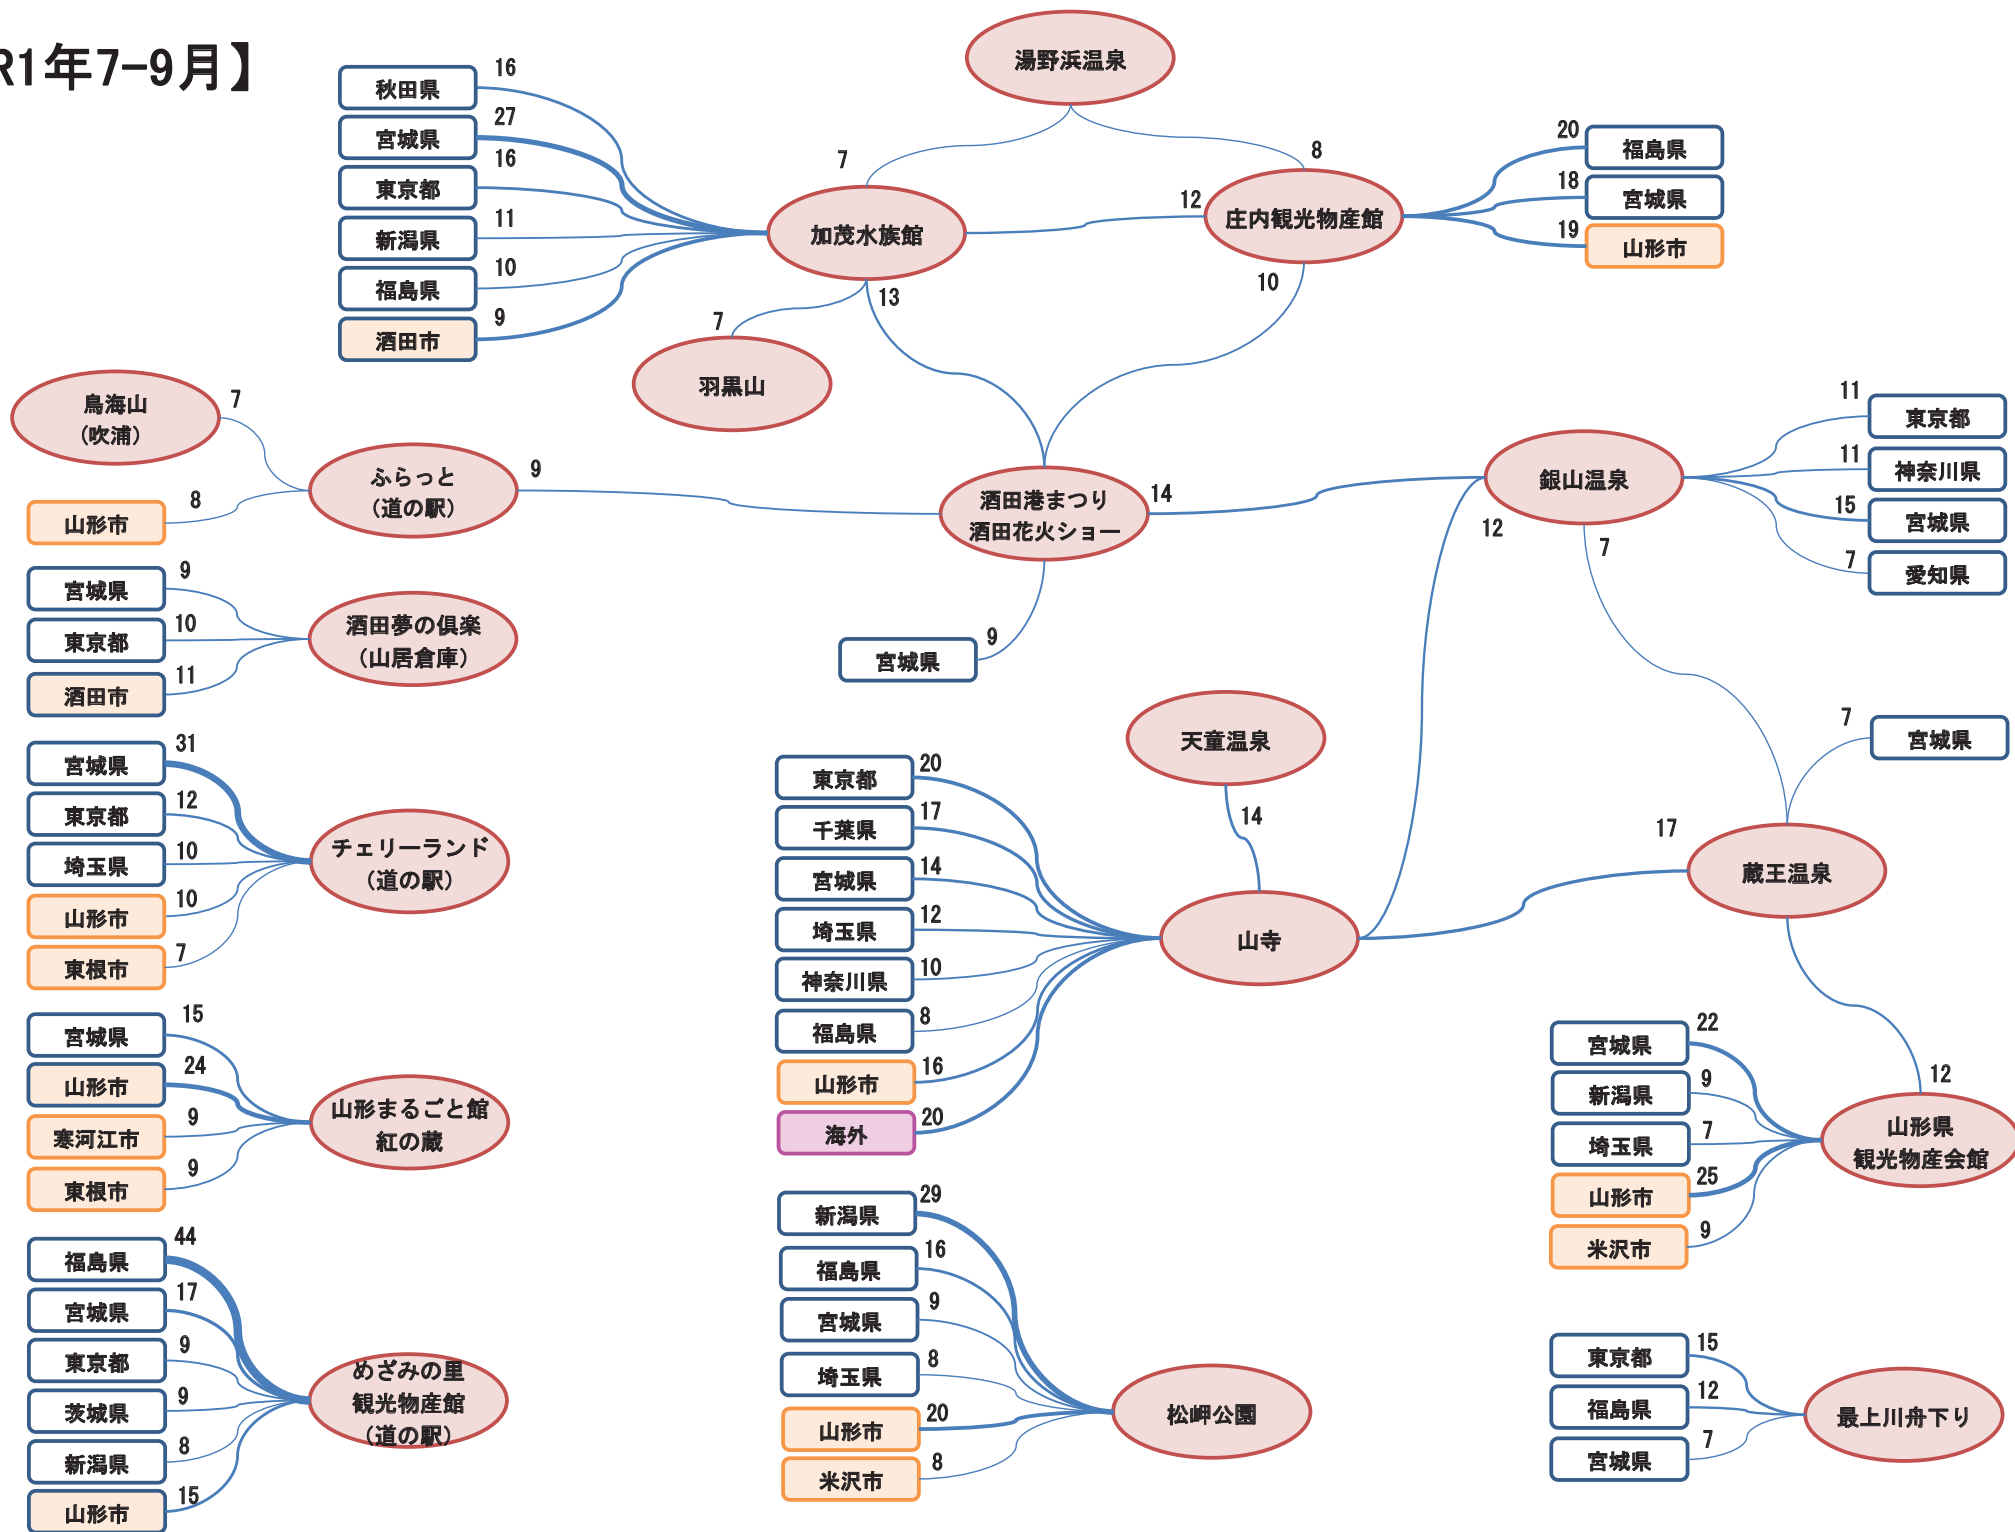 R1年7-9月】
湯野浜温泉
秋田県
16
宮城県
27
東京都
16
新潟県
11
福島県
10
酒田市
9
7
8
加茂水族館
12
庄内観光物産館
20
福島県
18
宮城県
19
山形市
13
10
7
羽黒山
鳥海山
(吹浦)
7
山形市
8
ふらっと
(道の駅)
9
酒田港まつり
酒田花火ショー
14
銀山温泉
12
7
11
東京都
11
神奈川県
15
宮城県
7
愛知県
宮城県
9
宮城県
9
東京都
10
酒田市
11
酒田夢の倶楽
(山居倉庫)
天童温泉
14
7
宮城県
17
蔵王温泉
宮城県
31
東京都
12
埼玉県
10
山形市
10
東根市
7
チェリーランド
(道の駅)
東京都
20
千葉県
17
宮城県
14
埼玉県
12
神奈川県
10
福島県
8
山形市
16
海外
20
山寺
宮城県
15
山形市
24
寒河江市
9
東根市
9
山形まるごと館
紅の蔵
12
宮城県
22
新潟県
9
埼玉県
7
山形市
25
米沢市
9
山形県
観光物産会館
福島県
44
宮城県
17
東京都
9
茨城県
9
新潟県
8
山形市
15
めざみの里
観光物産館
(道の駅)
新潟県
29
福島県
16
宮城県
9
埼玉県
8
山形市
20
米沢市
8
松岬公園
東京都
15
福島県
12
宮城県
7
最上川舟下り